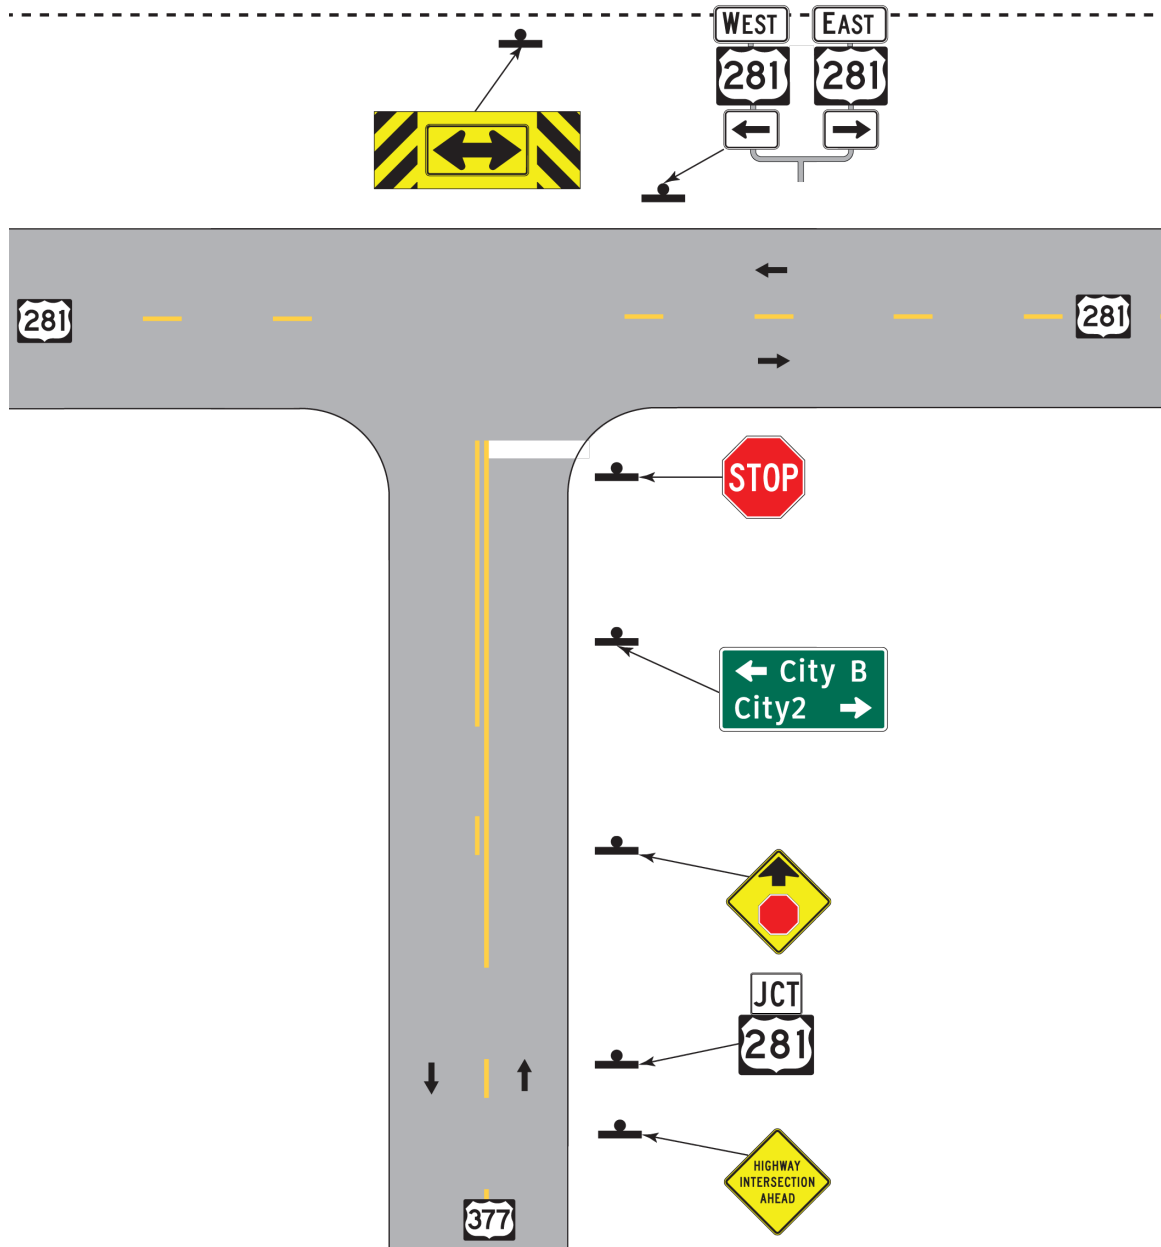 WEST EAST
281 281
281 281
STOP
City B
City2
JCT
281
HIGHWAY
INTERSECTION
AHEAD
377